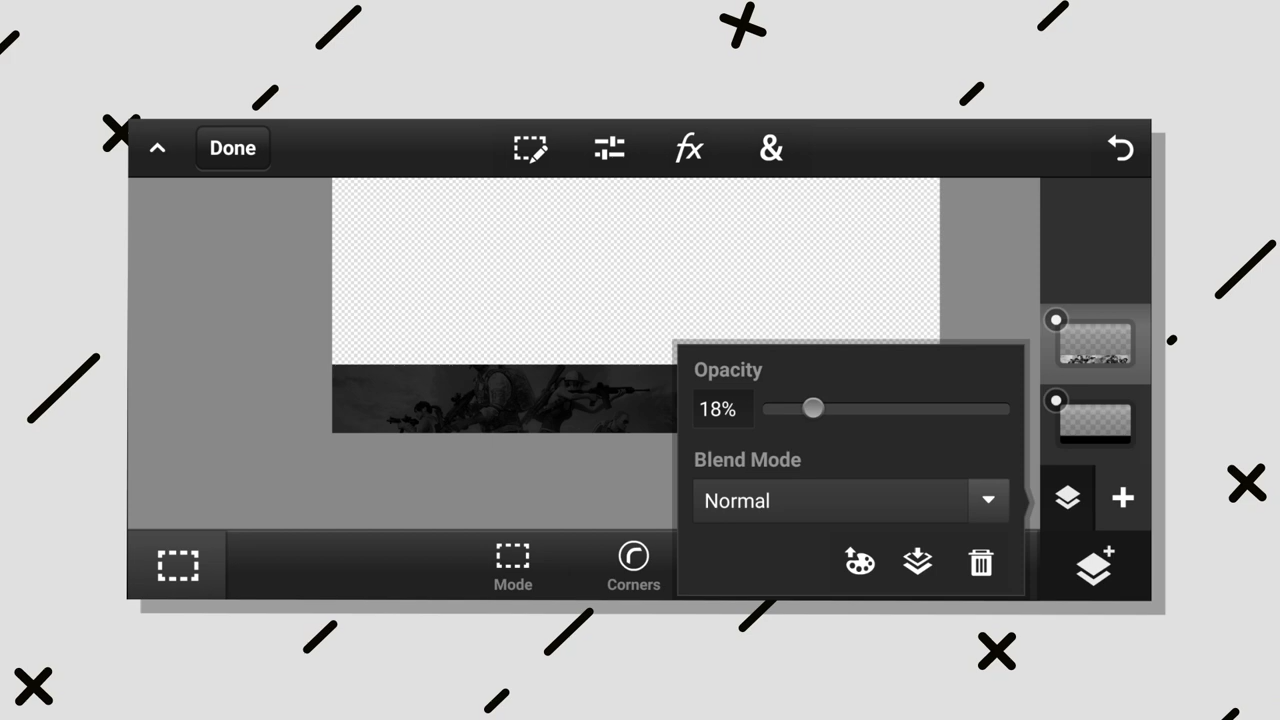 Done
fx
&
Opacity
18%
Blend Mode
Normal
Mode
Corners